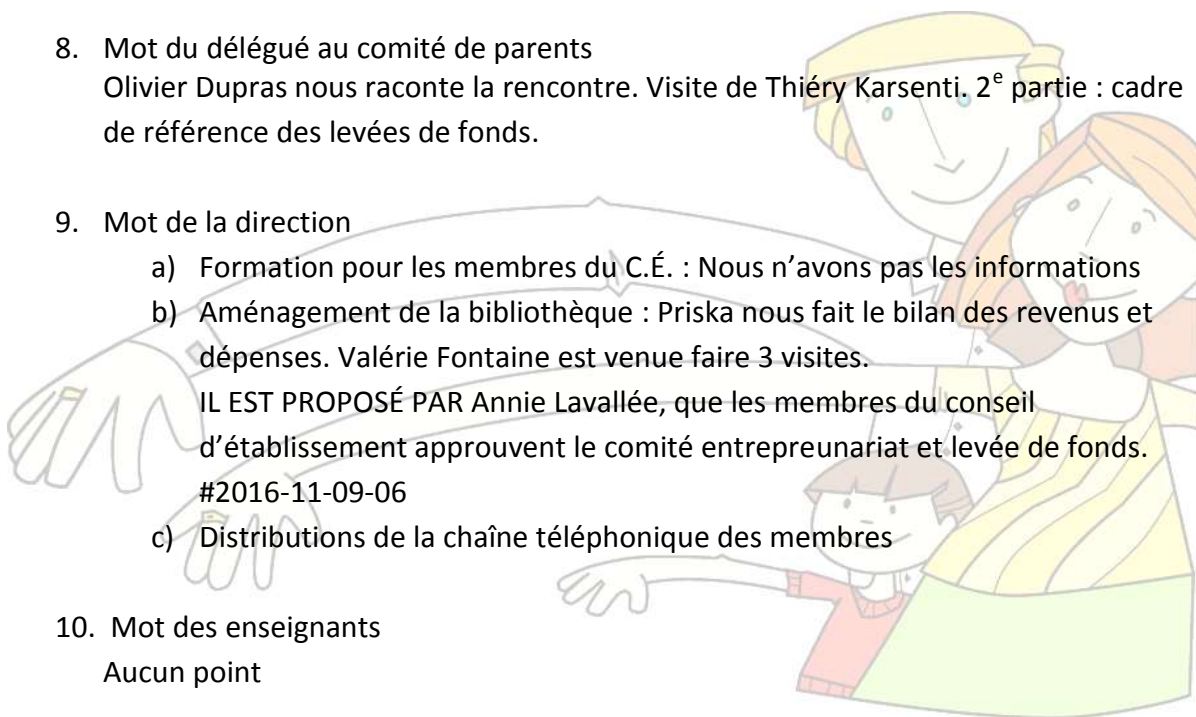 8. Mot du délégué au comité de parents
Olivier Dupras nous raconte la rencontre. Visite de Thiéry Karsenti. 2e partie : cadre
de référence des levées de fonds.
9. Mot de la direction
a) Formation pour les membres du C.É. : Nous n’avons pas les informations
b) Aménagement de la bibliothèque : Priska nous fait le bilan des revenus et
dépenses. Valérie Fontaine est venue faire 3 visites.
IL EST PROPOSÉ PAR Annie Lavallée, que les membres du conseil
d’établissement approuvent le comité entrepreunariat et levée de fonds.
#2016-11-09-06
c) Distributions de la chaîne téléphonique des membres
10. Mot des enseignants
Aucun point